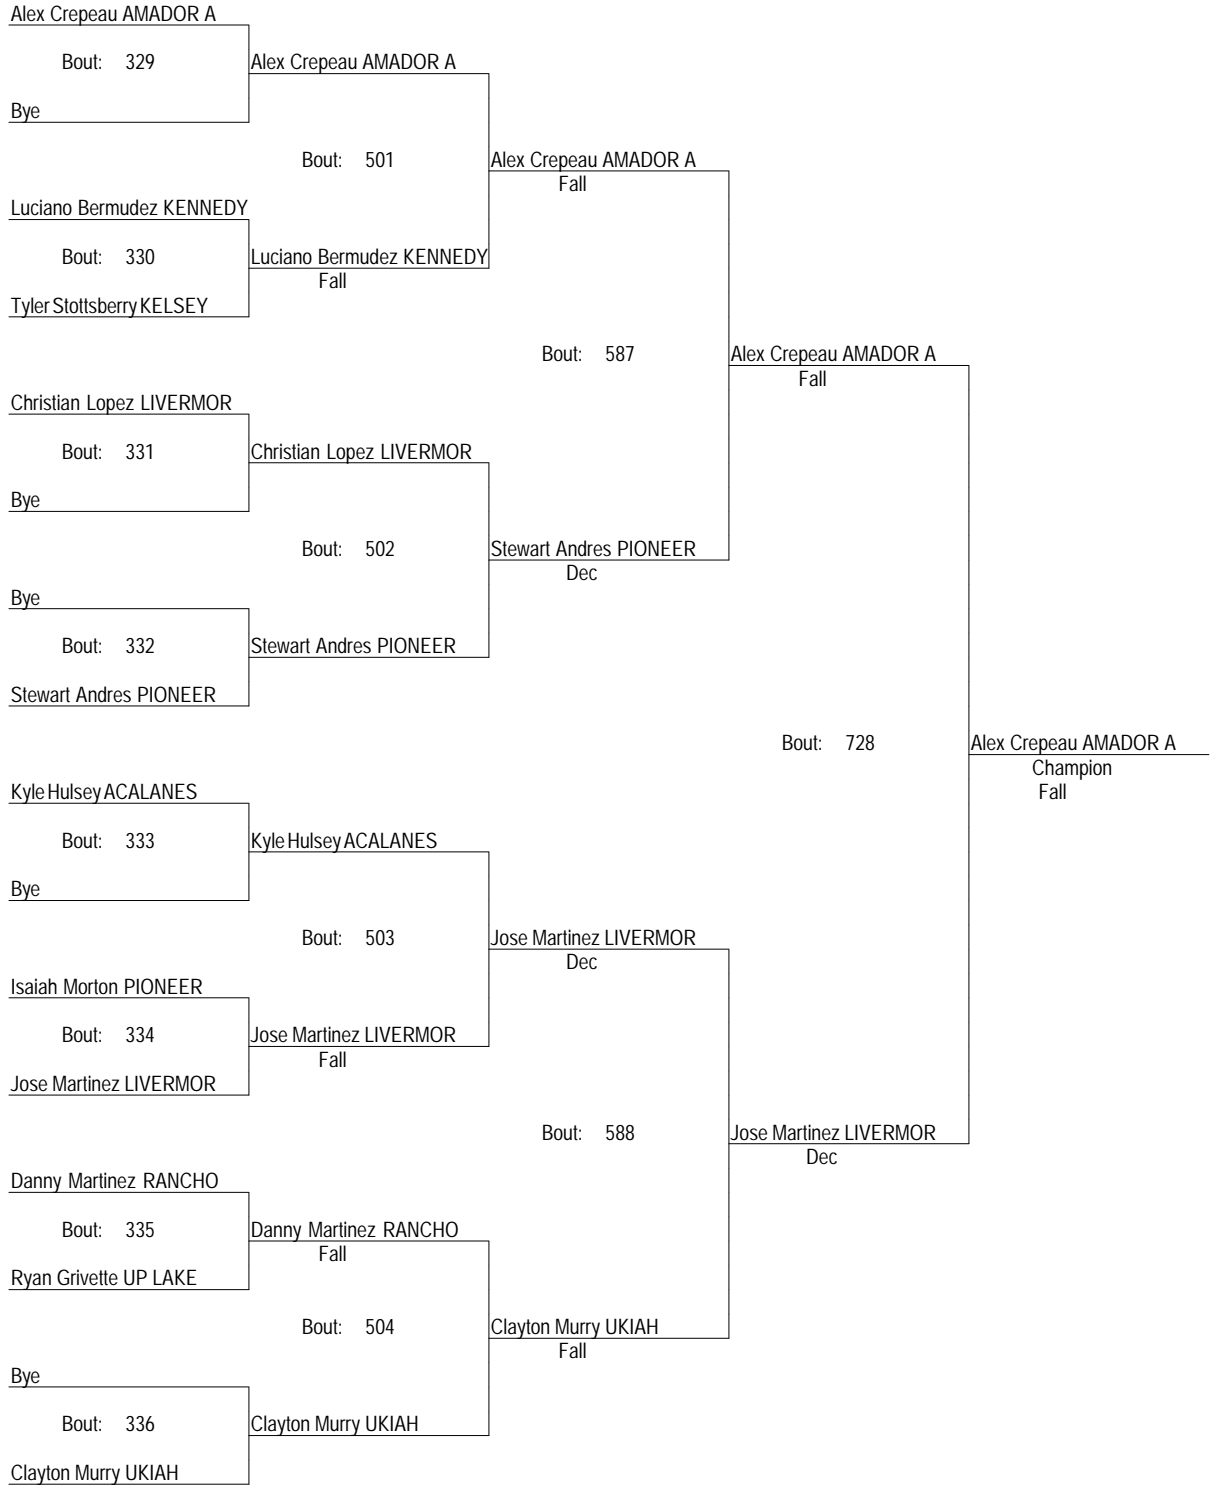 Alex Crepeau AMADOR A
Bout: 329 Alex Crepeau AMADOR A
Bye
Bout: 501 Alex Crepeau AMADOR A
Fall
Luciano Bermudez KENNEDY
Bout: 330 Luciano Bermudez KENNEDY
Fall
Tyler Stottsberry KELSEY
Bout: 587 Alex Crepeau AMADOR A
Fall
Christian Lopez LIVERMOR
Bout: 331 Christian Lopez LIVERMOR
Bye
Bout: 502 Stewart Andres PIONEER
Dec
Bye
Bout: 332 Stewart Andres PIONEER
Stewart Andres PIONEER
Bout: 728 Alex Crepeau AMADOR A
Champion
Fall
Kyle Hulsey ACALANES
Bout: 333 Kyle Hulsey ACALANES
Bye
Bout: 503 Jose Martinez LIVERMOR
Dec
Isaiah Morton PIONEER
Bout: 334 Jose Martinez LIVERMOR
Fall
Jose Martinez LIVERMOR
Bout: 588 Jose Martinez LIVERMOR
Dec
Danny Martinez RANCHO
Bout: 335 Danny Martinez RANCHO
Fall
Ryan Grivette UP LAKE
Bout: 504 Clayton Murry UKIAH
Fall
Bye
Bout: 336 Clayton Murry UKIAH
Clayton Murry UKIAH